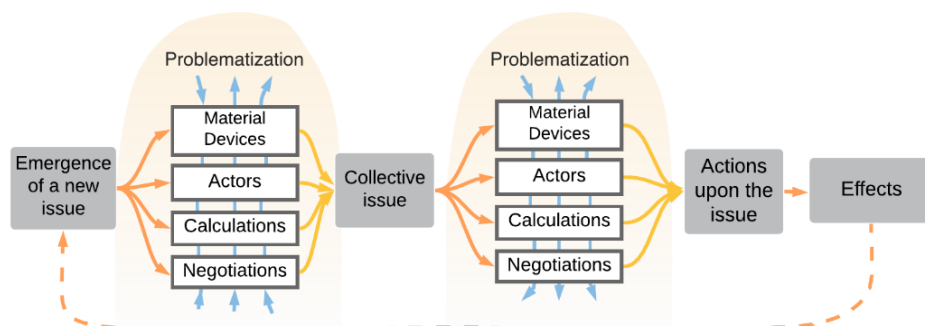 Problematization
Material
Devices
Actors
Calculations
Negotiations
Emergence
of a new
issue
Collective
issue
Problematization
Material
Devices
Actors
Calculations
Negotiations
Actions
upon the
issue
Effects